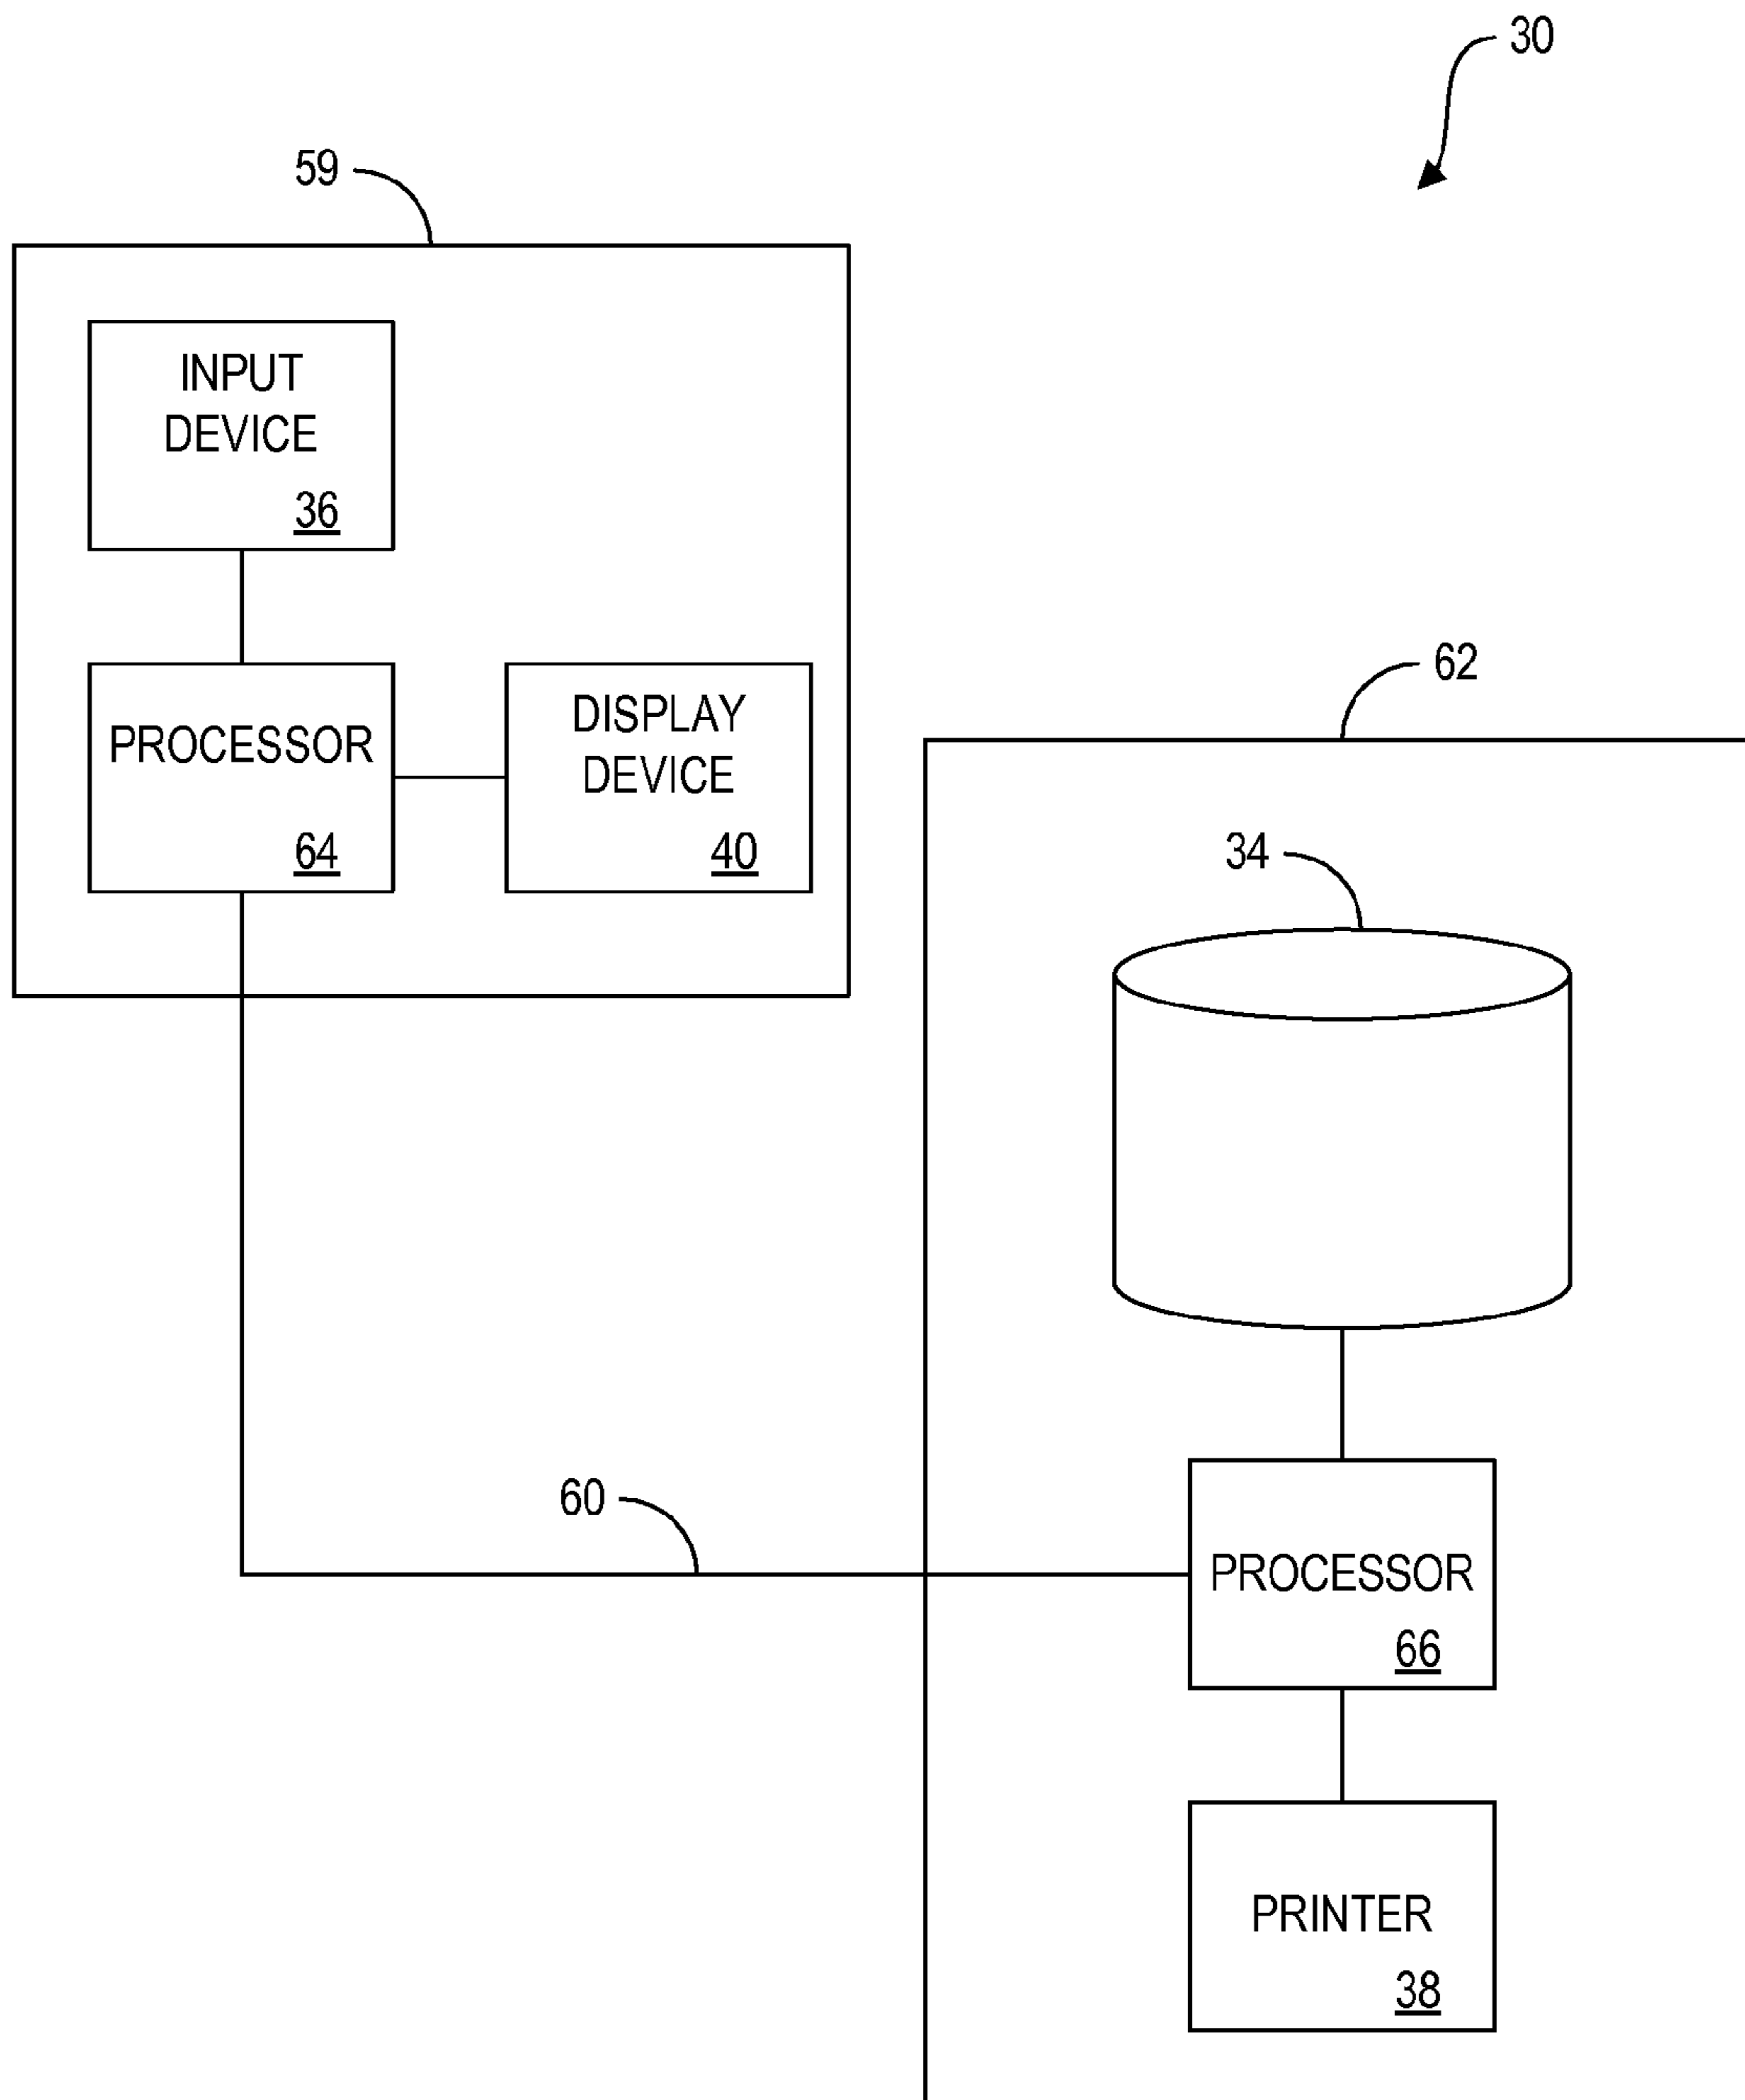 30
59
INPUT
DEVICE
36
PROCESSOR
64
DISPLAY
DEVICE
40
62
34
60
PROCESSOR
66
PRINTER
38